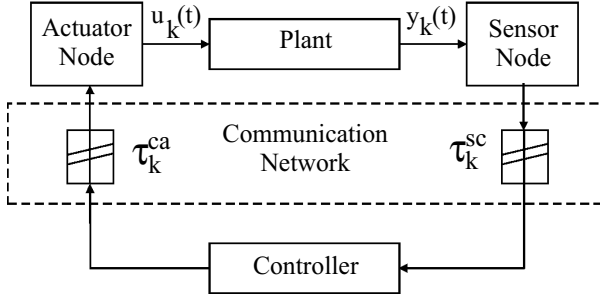 Actuator
Node
u_k(t)
Plant
y_k(t)
Sensor
Node
τ_k^ca
Communication
Network
τ_k^sc
Controller